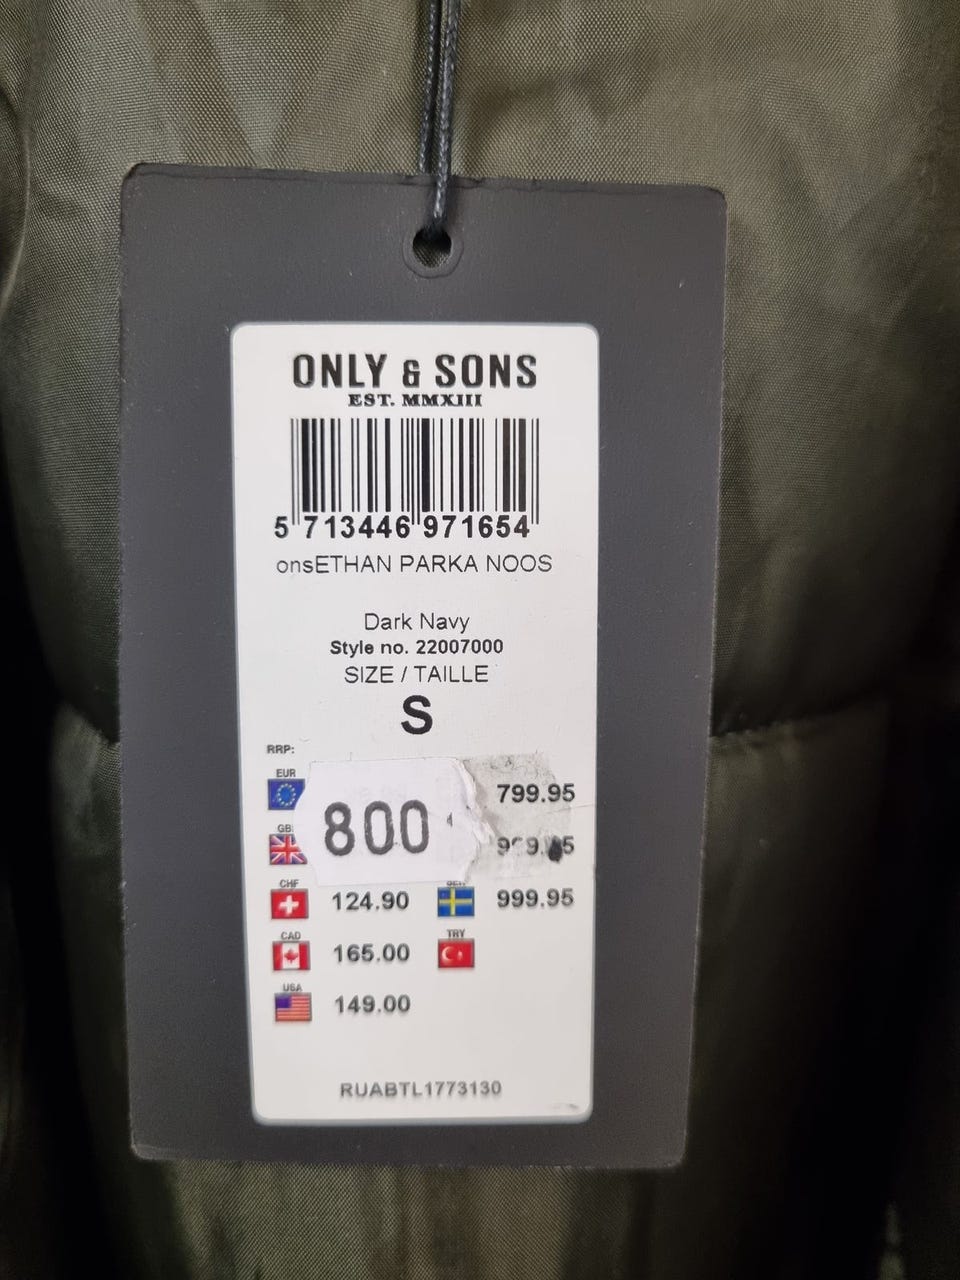 ONLY & SONS
EST. MMXIII
5 713446 971654
onsETHAN PARKA NOOS
Dark Navy
Style no. 22007000
SIZE / TAILLE
S
RRP:
EUR
799.95
800
CHF
124.90
999.95
CAD
165.00
TRY
USA
149.00
RUABTL1773130